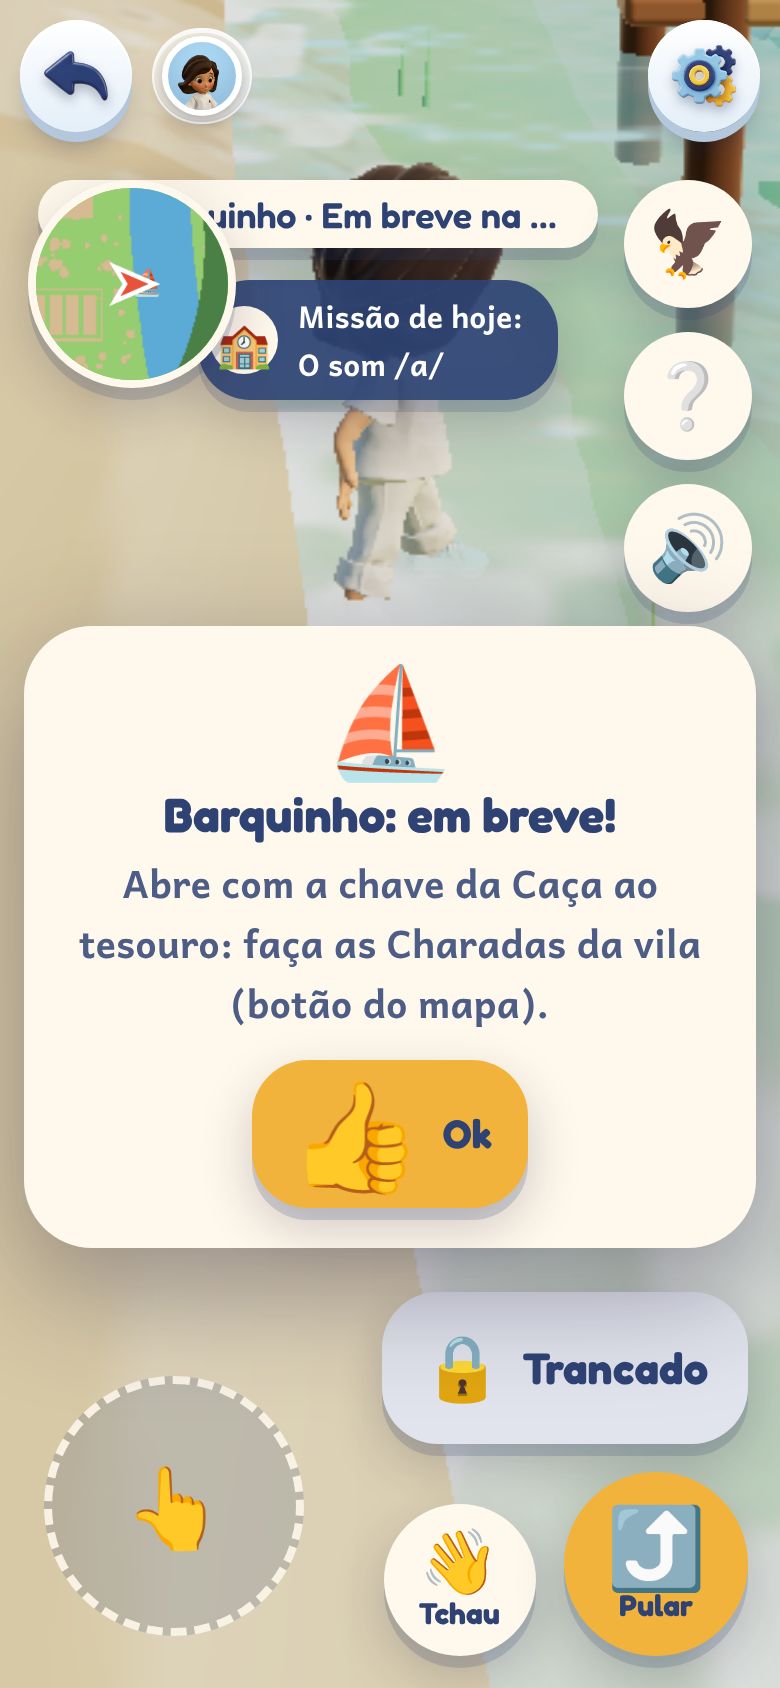 uinho · Em breve na ...
Missão de hoje:
O som /a/
Barquinho: em breve!
Abre com a chave da Caça ao
tesouro: faça as Charadas da vila
(botão do mapa).
Ok
Trancado
Tchau
Pular